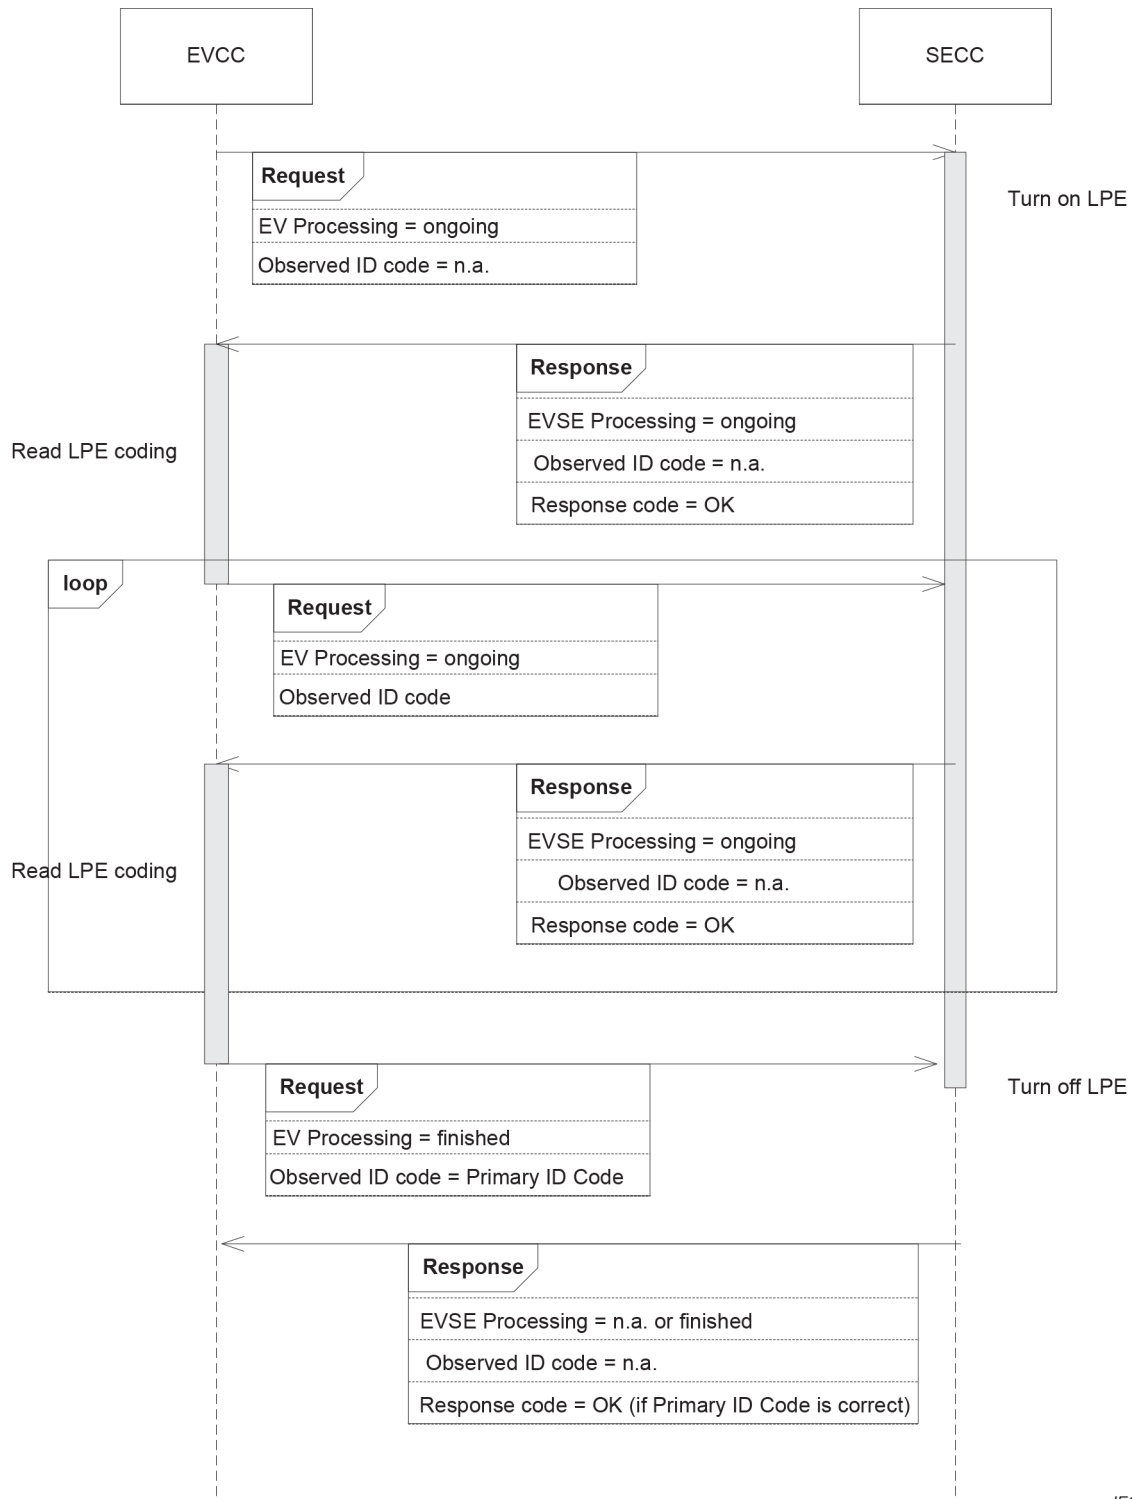 EVCC
SECC
Request
Turn on LPE
EV Processing = ongoing
Observed ID code = n.a.
Response
EVSE Processing = ongoing
Read LPE coding
Observed ID code = n.a.
Response code = OK
loop
Request
EV Processing = ongoing
Observed ID code
Response
EVSE Processing = ongoing
Read LPE coding
Observed ID code = n.a.
Response code = OK
Request
Turn off LPE
EV Processing = finished
Observed ID code = Primary ID Code
Response
EVSE Processing = n.a. or finished
Observed ID code = n.a.
Response code = OK (if Primary ID Code is correct)